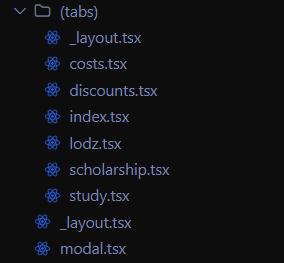 (tabs)
_layout.tsx
costs.tsx
discounts.tsx
index.tsx
lodz.tsx
scholarship.tsx
study.tsx
_layout.tsx
modal.tsx